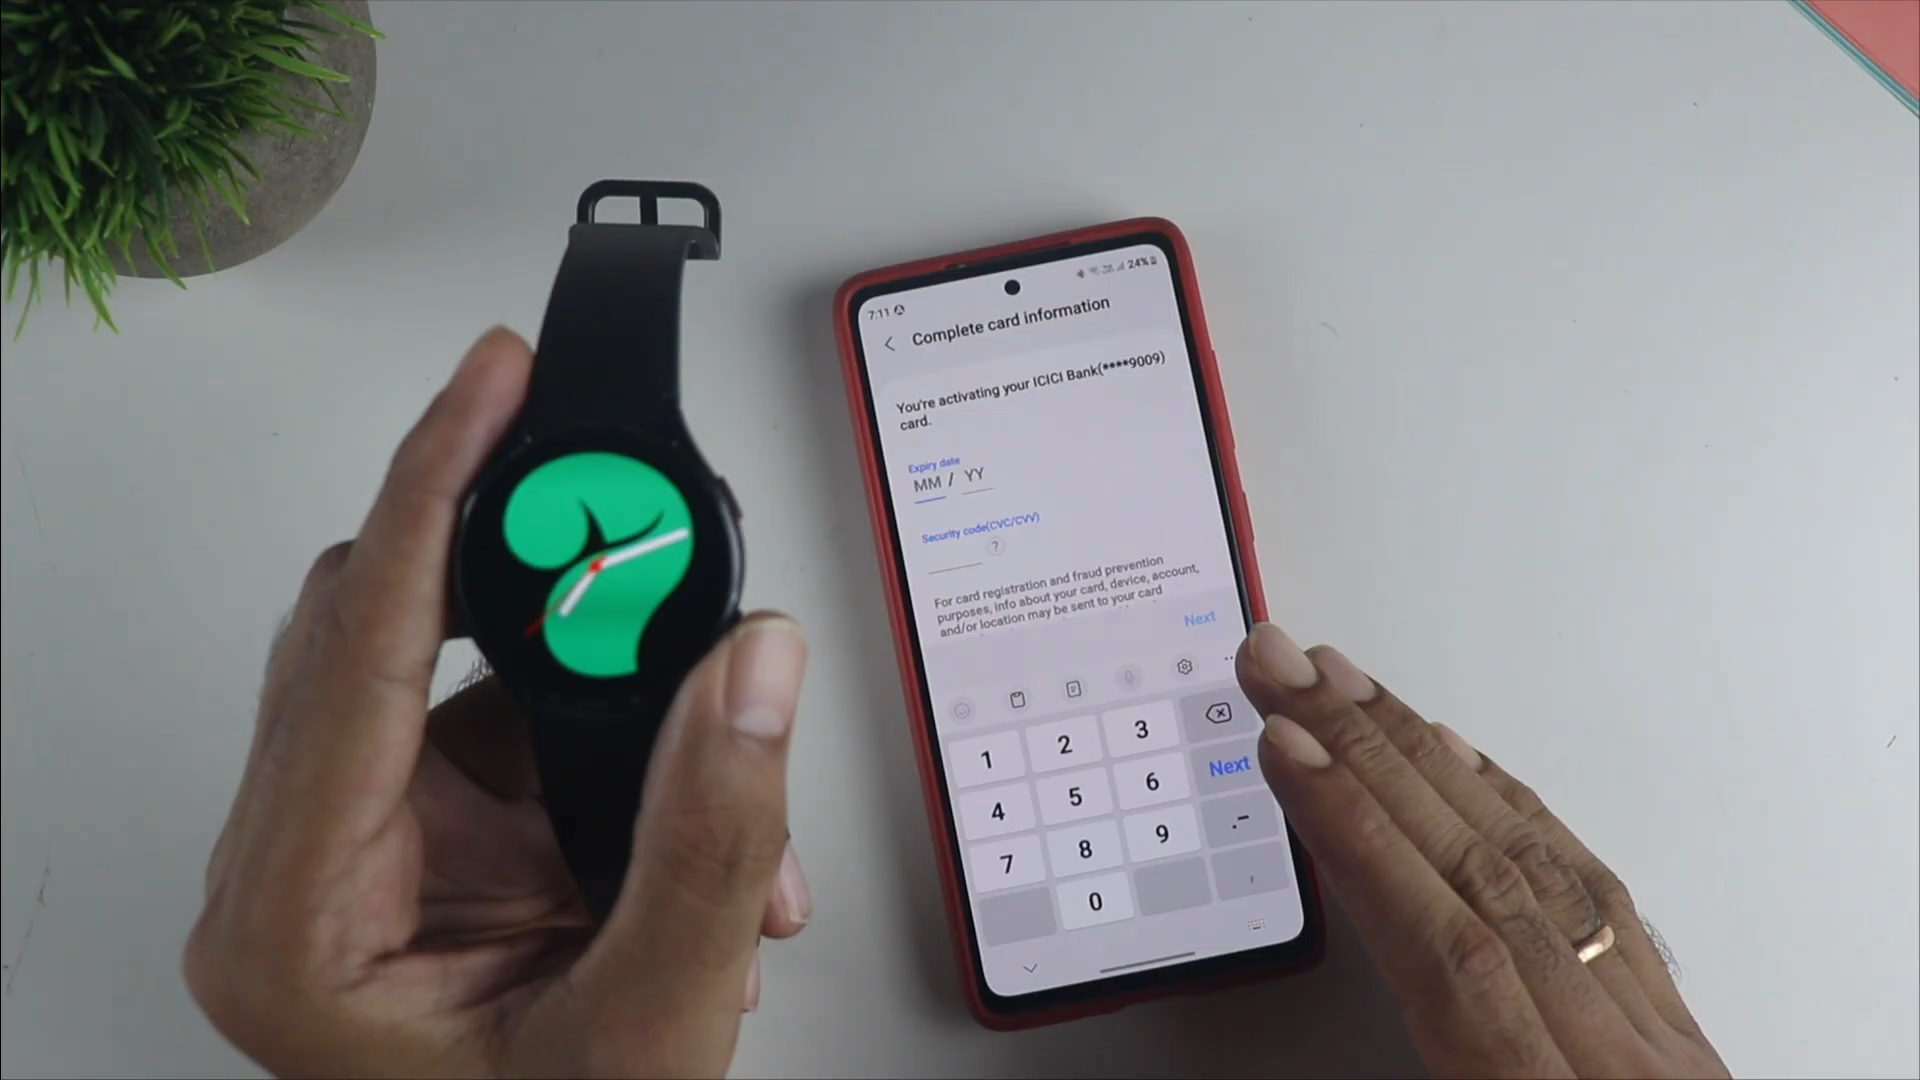 7:11
24%
Complete card information
You're activating your ICICI Bank(****9009)
card.
Expiry date
MM / YY
Security code(CVC/CVV)
?
For card registration and fraud prevention
purposes, info about your card, device, account,
and/or location may be sent to your card
Next
1 2 3
4 5 6 Next
7 8 9 .-
0 ,